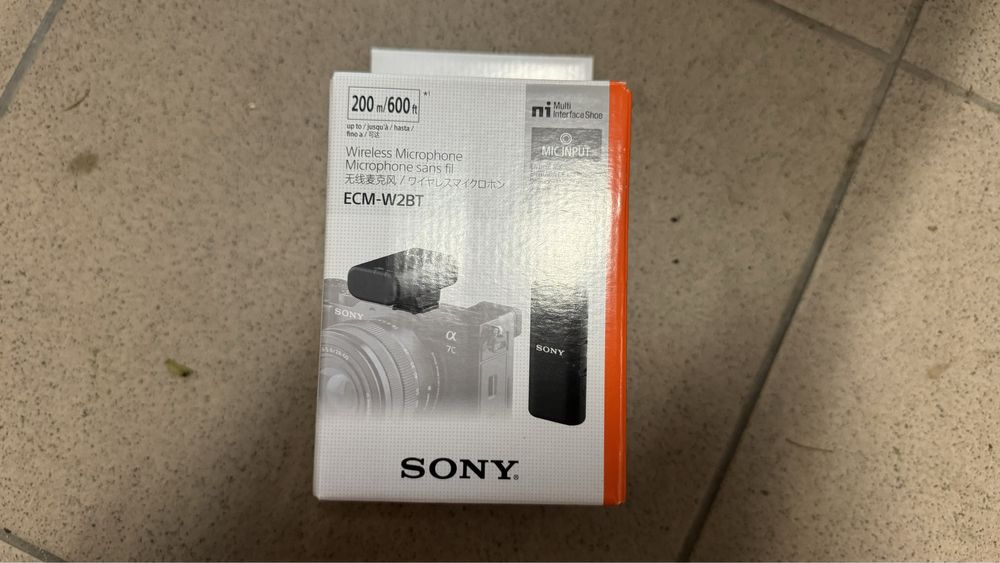 200 m/600 ft *1
up to / jusqu'à / hasta /
fino a / 可达
Wireless Microphone
Microphone sans fil
无线麦克风 / ワイヤレスマイクロホン
ECM-W2BT
mi Multi
Interface Shoe
MIC INPUT
SONY
α
7C
SONY
SONY